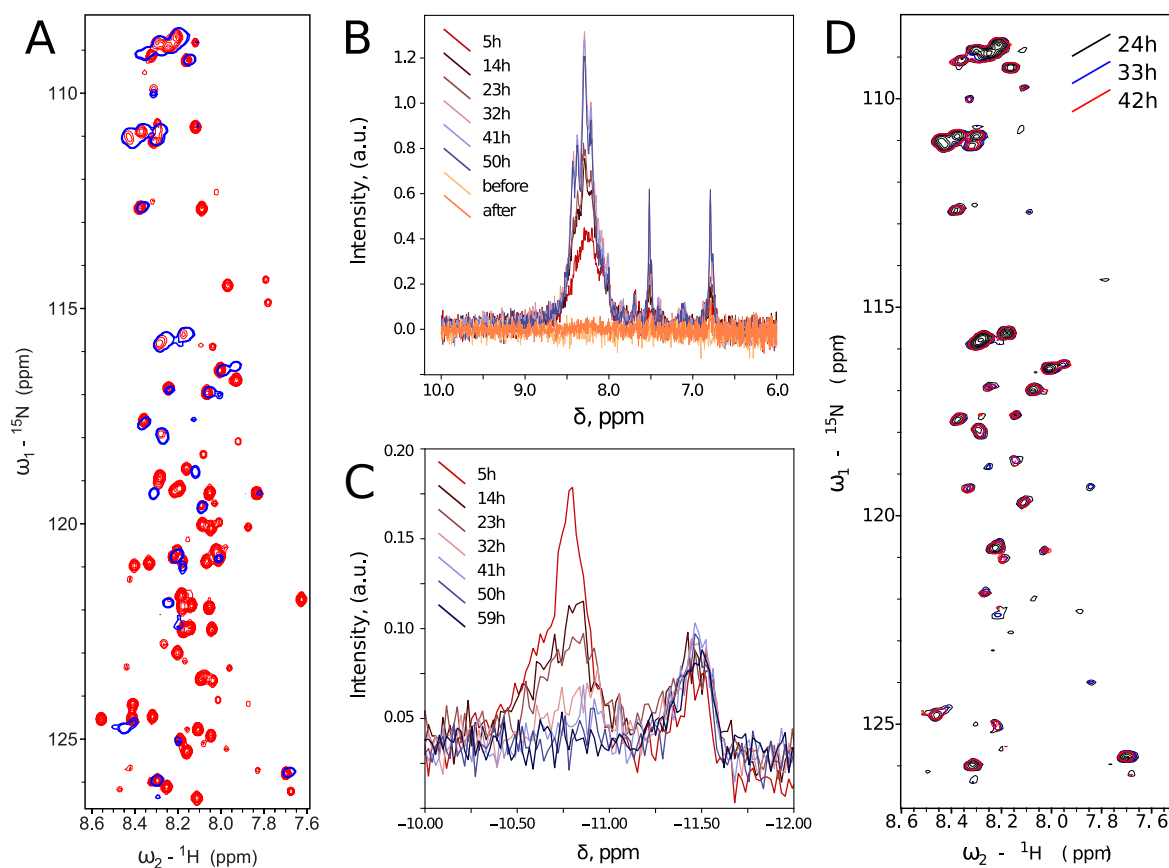 A
110
115
120
125
8.6
8.4
8.2
8.0
7.8
7.6
ω₁ - ¹⁵N (ppm)
ω₂ - ¹H (ppm)
B
5h
14h
23h
32h
41h
50h
before
after
1.2
1.0
0.8
0.6
0.4
0.2
0.0
10.0
9.0
8.0
7.0
6.0
Intensity, (a.u.)
δ, ppm
C
5h
14h
23h
32h
41h
50h
59h
0.20
0.15
0.10
0.05
−10.00
−10.50
−11.00
−11.50
−12.00
Intensity, (a.u.)
δ, ppm
D
24h
33h
42h
110
115
120
125
8.6
8.4
8.2
8.0
7.8
ω₁ - ¹⁵N (ppm)
ω₂ - ¹H (ppm)